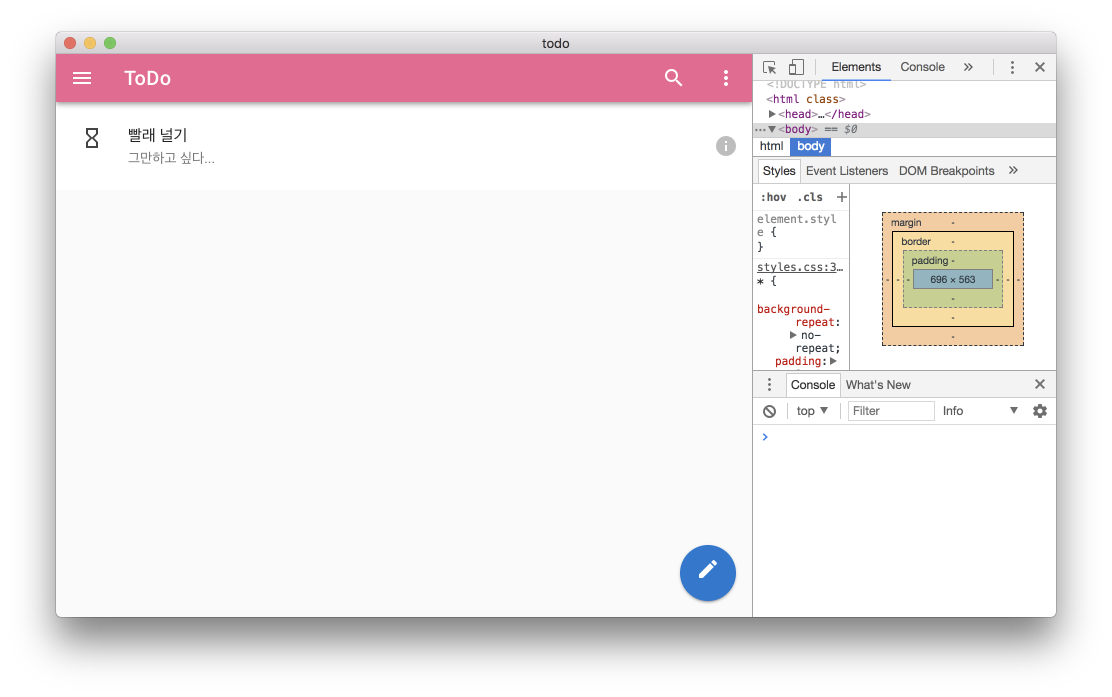 todo
ToDo
빨래 널기
그만하고 싶다...
Elements Console »
<!DOCTYPE html>
<html class>
▶<head>…</head>
…▼<body> == $0
html body
Styles Event Listeners DOM Breakpoints »
:hov .cls +
element.styl
e {
}
styles.css:3…
* {
background-
repeat:
▶no-
repeat;
padding:▶
margin -
border -
padding -
- - - 696 × 563 - - -
-
-
-
Console What's New
top ▼ Filter Info ▼
>